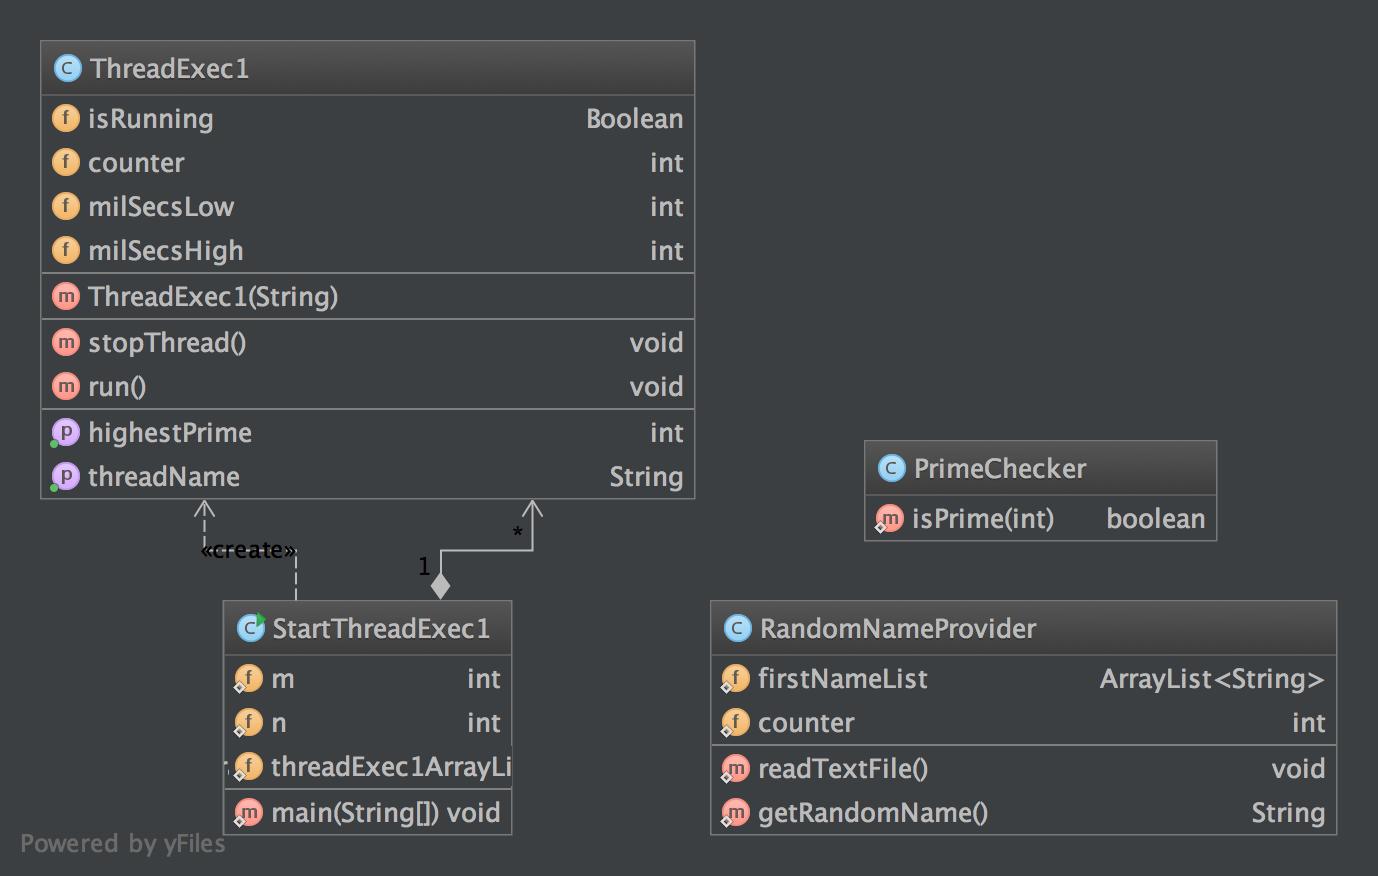 ThreadExec1
isRunning Boolean
counter int
milSecsLow int
milSecsHigh int
ThreadExec1(String)
stopThread() void
run() void
highestPrime int
threadName String
«create»
1
*
PrimeChecker
isPrime(int) boolean
StartThreadExec1
m int
n int
threadExec1ArrayLi
main(String[]) void
RandomNameProvider
firstNameList ArrayList<String>
counter int
readTextFile() void
getRandomName() String
Powered by yFiles